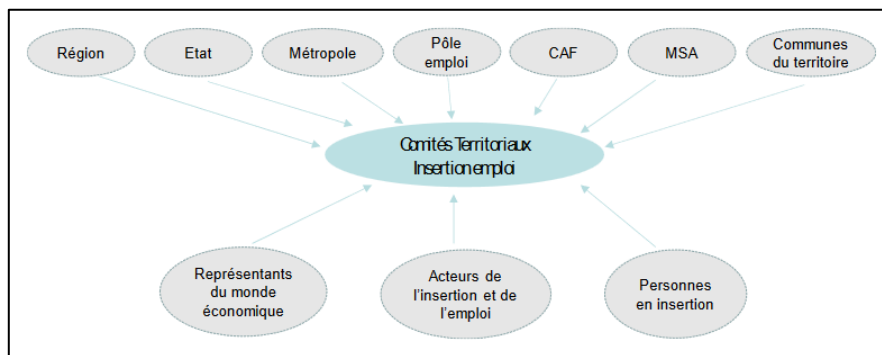 Région
Etat
Métropole
Pôle
emploi
CAF
MSA
Communes
du territoire
Comités Territoriaux
Insertion emploi
Représentants
du monde
économique
Acteurs de
l'insertion et de
l'emploi
Personnes
en insertion